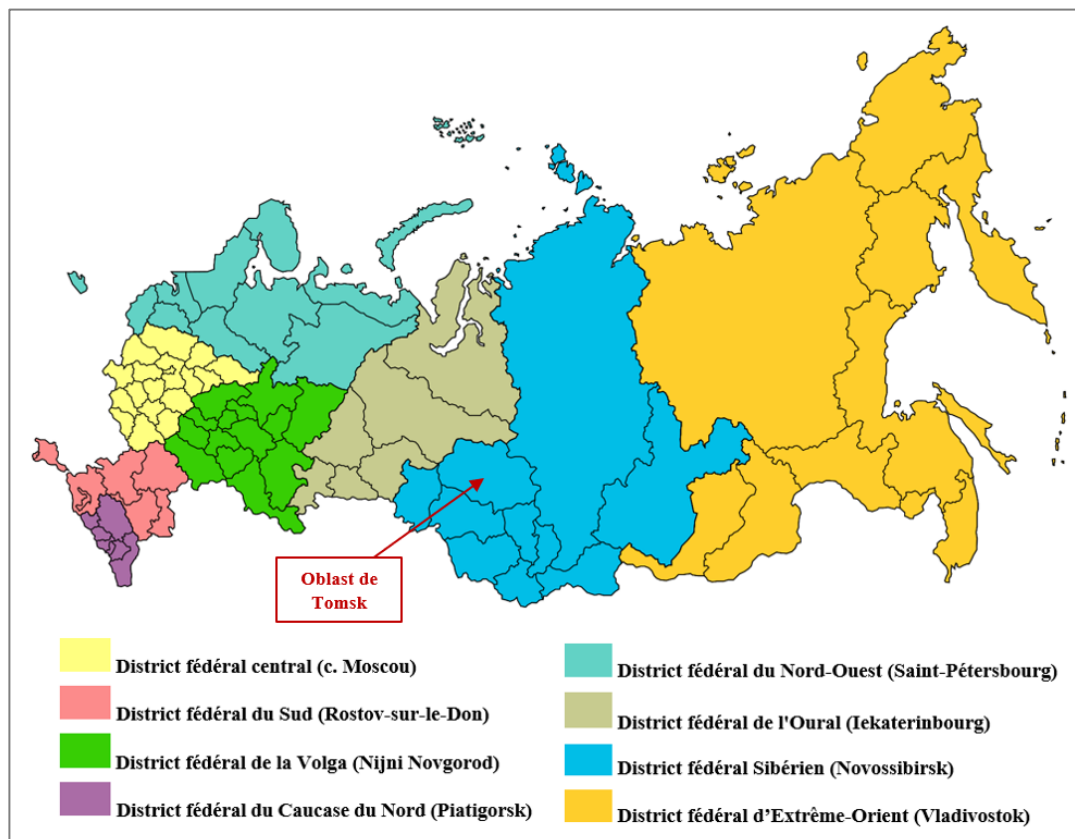 Oblast de
Tomsk
District fédéral central (c. Moscou)
District fédéral du Sud (Rostov-sur-le-Don)
District fédéral de la Volga (Nijni Novgorod)
District fédéral du Caucase du Nord (Piatigorsk)
District fédéral du Nord-Ouest (Saint-Pétersbourg)
District fédéral de l'Oural (Iekaterinbourg)
District fédéral Sibérien (Novossibirsk)
District fédéral d’Extrême-Orient (Vladivostok)